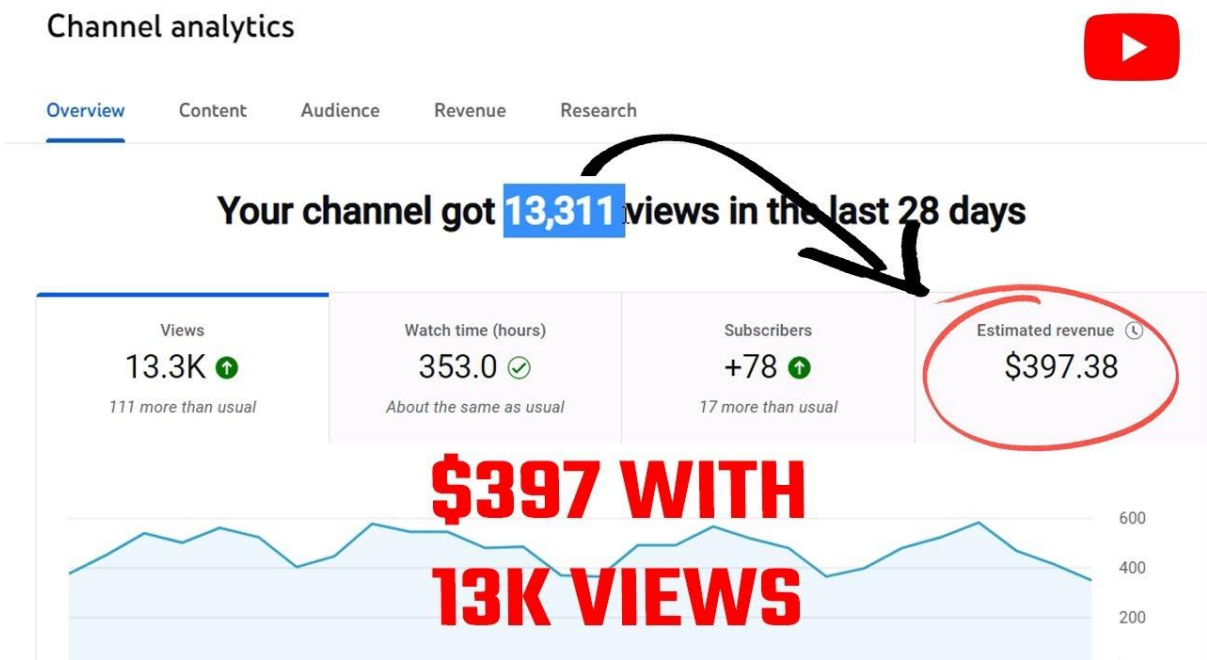 Channel analytics
Overview Content Audience Revenue Research
Your channel got 13,311 views in the last 28 days
Views Watch time (hours) Subscribers Estimated revenue
13.3K 353.0 +78 $397.38
111 more than usual About the same as usual 17 more than usual
$397 WITH
600
400
13K VIEWS
200